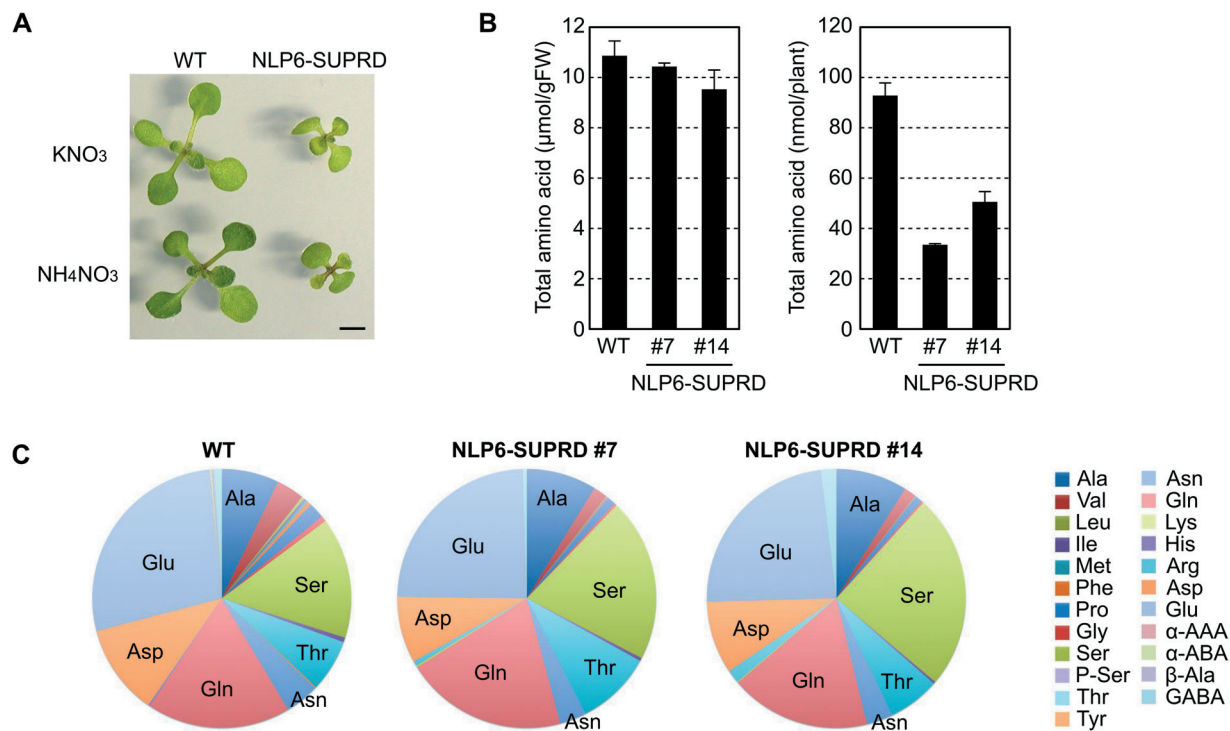 A
WT NLP6-SUPRD
KNO3
NH4NO3
B
Total amino acid (μmol/gFW)
12
10
8
6
4
2
0
WT #7 #14
NLP6-SUPRD
Total amino acid (nmol/plant)
120
100
80
60
40
20
0
WT #7 #14
NLP6-SUPRD
C
WT
Ala
Glu
Ser
Asp
Thr
Gln
Asn
NLP6-SUPRD #7
Ala
Glu
Ser
Asp
Thr
Gln
Asn
NLP6-SUPRD #14
Ala
Glu
Ser
Asp
Thr
Gln
Asn
Ala
Val
Leu
Ile
Met
Phe
Pro
Gly
Ser
P-Ser
Thr
Tyr
Asn
Gln
Lys
His
Arg
Asp
Glu
α-AAA
α-ABA
β-Ala
GABA